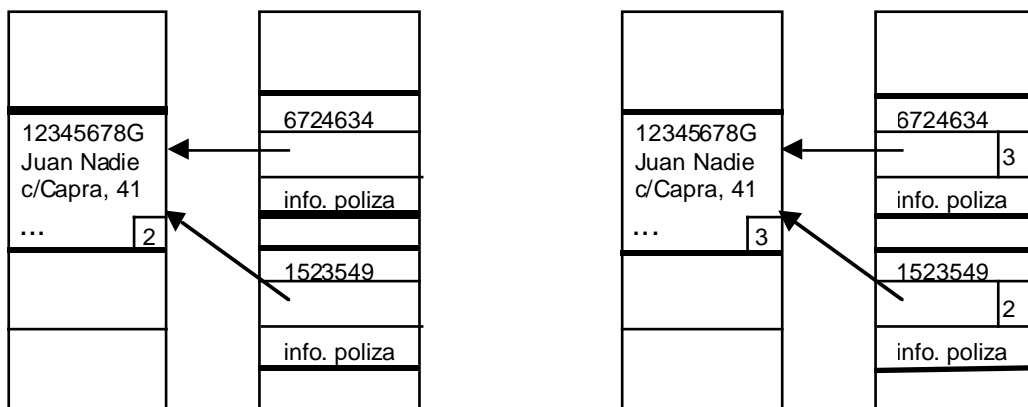 12345678G
Juan Nadie
c/Capra, 41
...
2
6724634
info. poliza
1523549
info. poliza
12345678G
Juan Nadie
c/Capra, 41
...
3
6724634
3
info. poliza
1523549
2
info. poliza